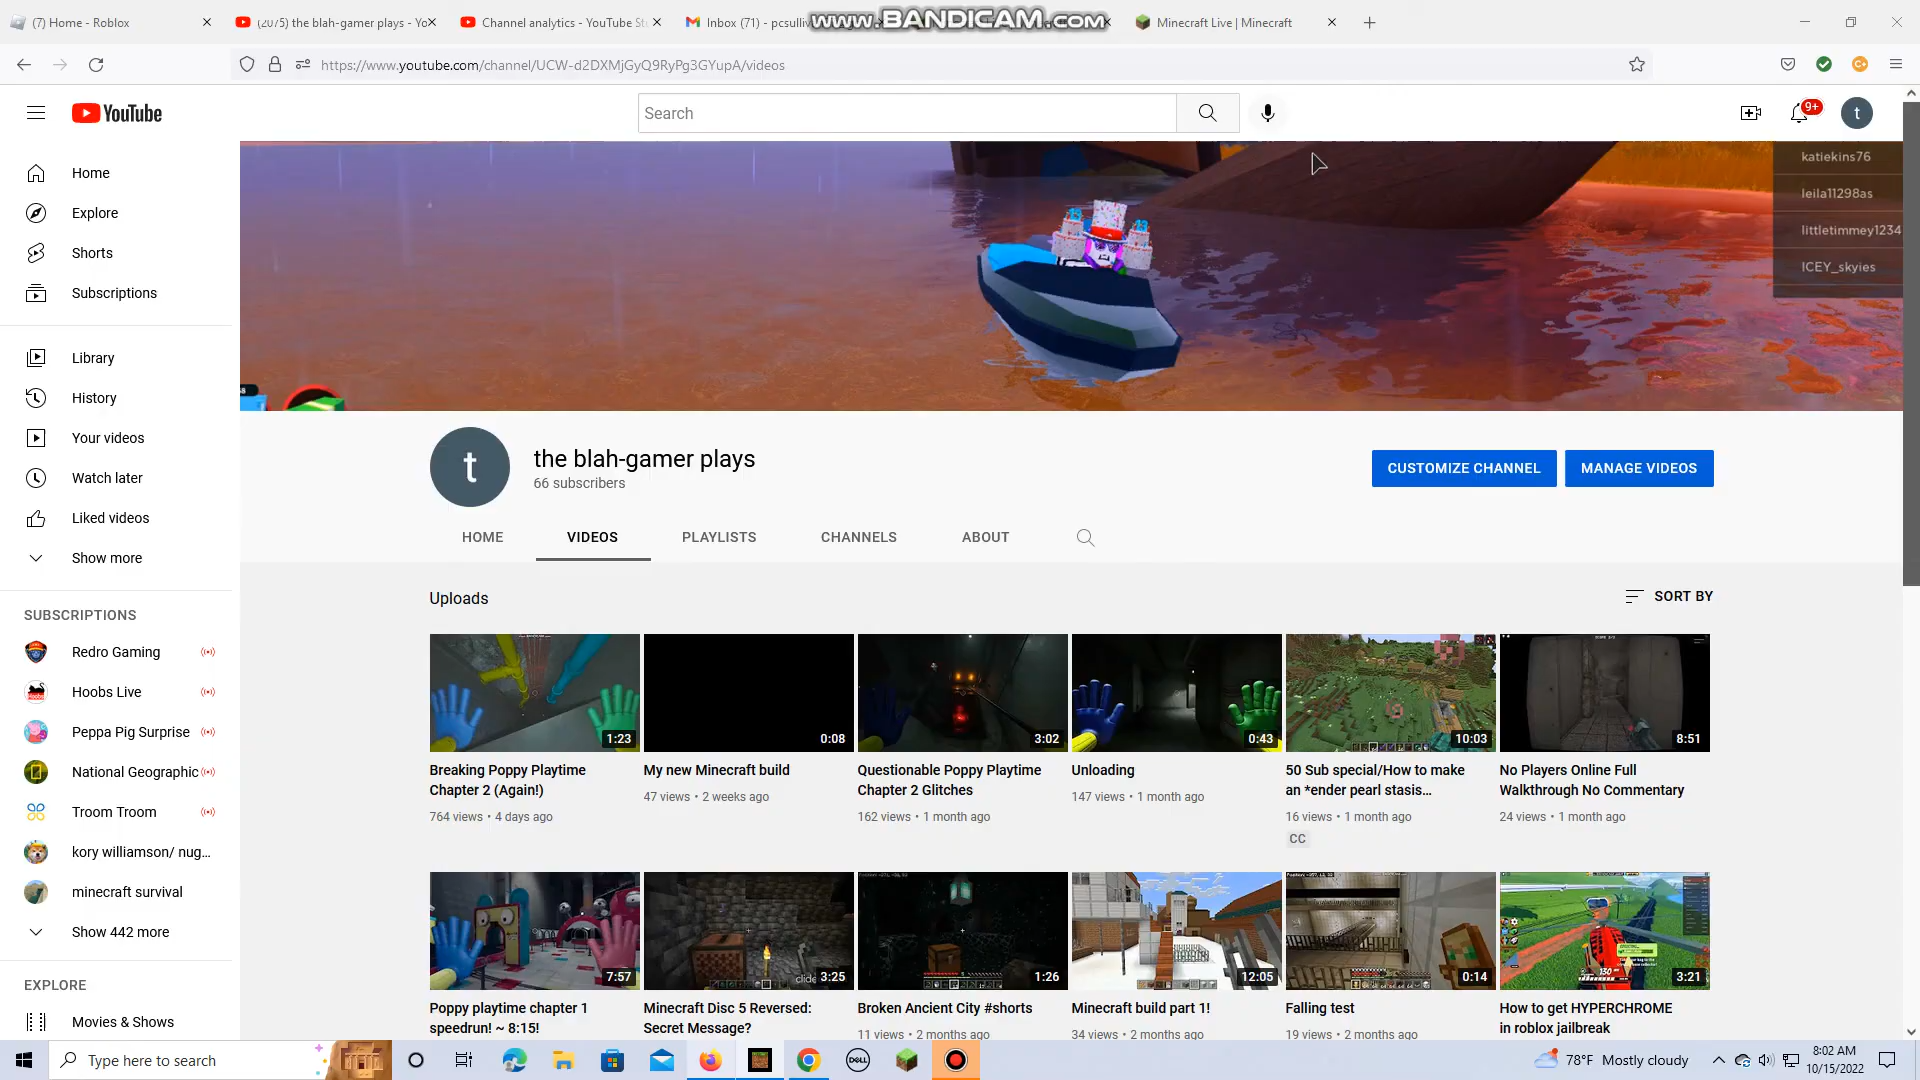 (7) Home - Roblox
(2075) the blah-gamer plays - Yo
Channel analytics - YouTube St
Inbox (71) - pcsulliv
www.BANDICAM.com
Minecraft Live | Minecraft
https://www.youtube.com/channel/UCW-d2DXMjGyQ9RyPg3GYupA/videos
YouTube
Search
9+
t
Home
Explore
Shorts
Subscriptions
Library
History
Your videos
Watch later
Liked videos
Show more
SUBSCRIPTIONS
Redro Gaming
Hoobs Live
Peppa Pig Surprise
National Geographic
Troom Troom
kory williamson/ nug...
minecraft survival
Show 442 more
EXPLORE
Movies & Shows
katiekins76
leila11298as
littletimmey1234
ICEY_skyies
t
the blah-gamer plays
66 subscribers
CUSTOMIZE CHANNEL
MANAGE VIDEOS
HOME
VIDEOS
PLAYLISTS
CHANNELS
ABOUT
Uploads
SORT BY
1:23
0:08
3:02
0:43
10:03
8:51
Breaking Poppy Playtime
Chapter 2 (Again!)
764 views • 4 days ago
My new Minecraft build
47 views • 2 weeks ago
Questionable Poppy Playtime
Chapter 2 Glitches
162 views • 1 month ago
Unloading
147 views • 1 month ago
50 Sub special/How to make
an *ender pearl stasis...
16 views • 1 month ago
CC
No Players Online Full
Walkthrough No Commentary
24 views • 1 month ago
7:57
clide
3:25
1:26
12:05
0:14
130
3:21
Poppy playtime chapter 1
speedrun! ~ 8:15!
Minecraft Disc 5 Reversed:
Secret Message?
Broken Ancient City #shorts
11 views • 2 months ago
Minecraft build part 1!
34 views • 2 months ago
Falling test
19 views • 2 months ago
How to get HYPERCHROME
in roblox jailbreak
Type here to search
DELL
78°F Mostly cloudy
8:02 AM
10/15/2022